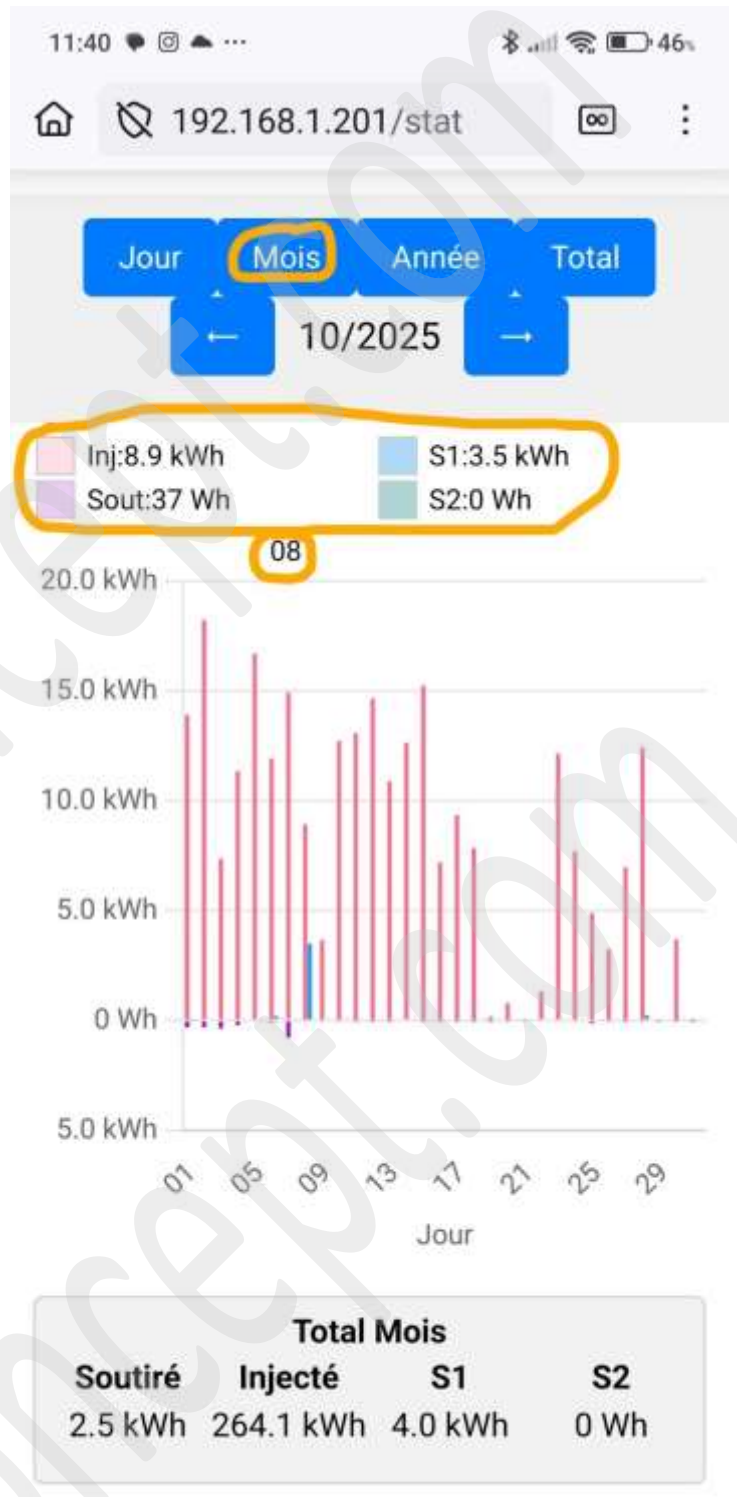 11:40 ... 46%
192.168.1.201/stat
Jour Mois Année Total
← 10/2025 →
Inj:8.9 kWh S1:3.5 kWh
Sout:37 Wh S2:0 Wh
08
20.0 kWh
15.0 kWh
10.0 kWh
5.0 kWh
0 Wh
5.0 kWh
01 05 09 13 17 21 25 29
Jour
Total Mois
Soutiré Injecté S1 S2
2.5 kWh 264.1 kWh 4.0 kWh 0 Wh